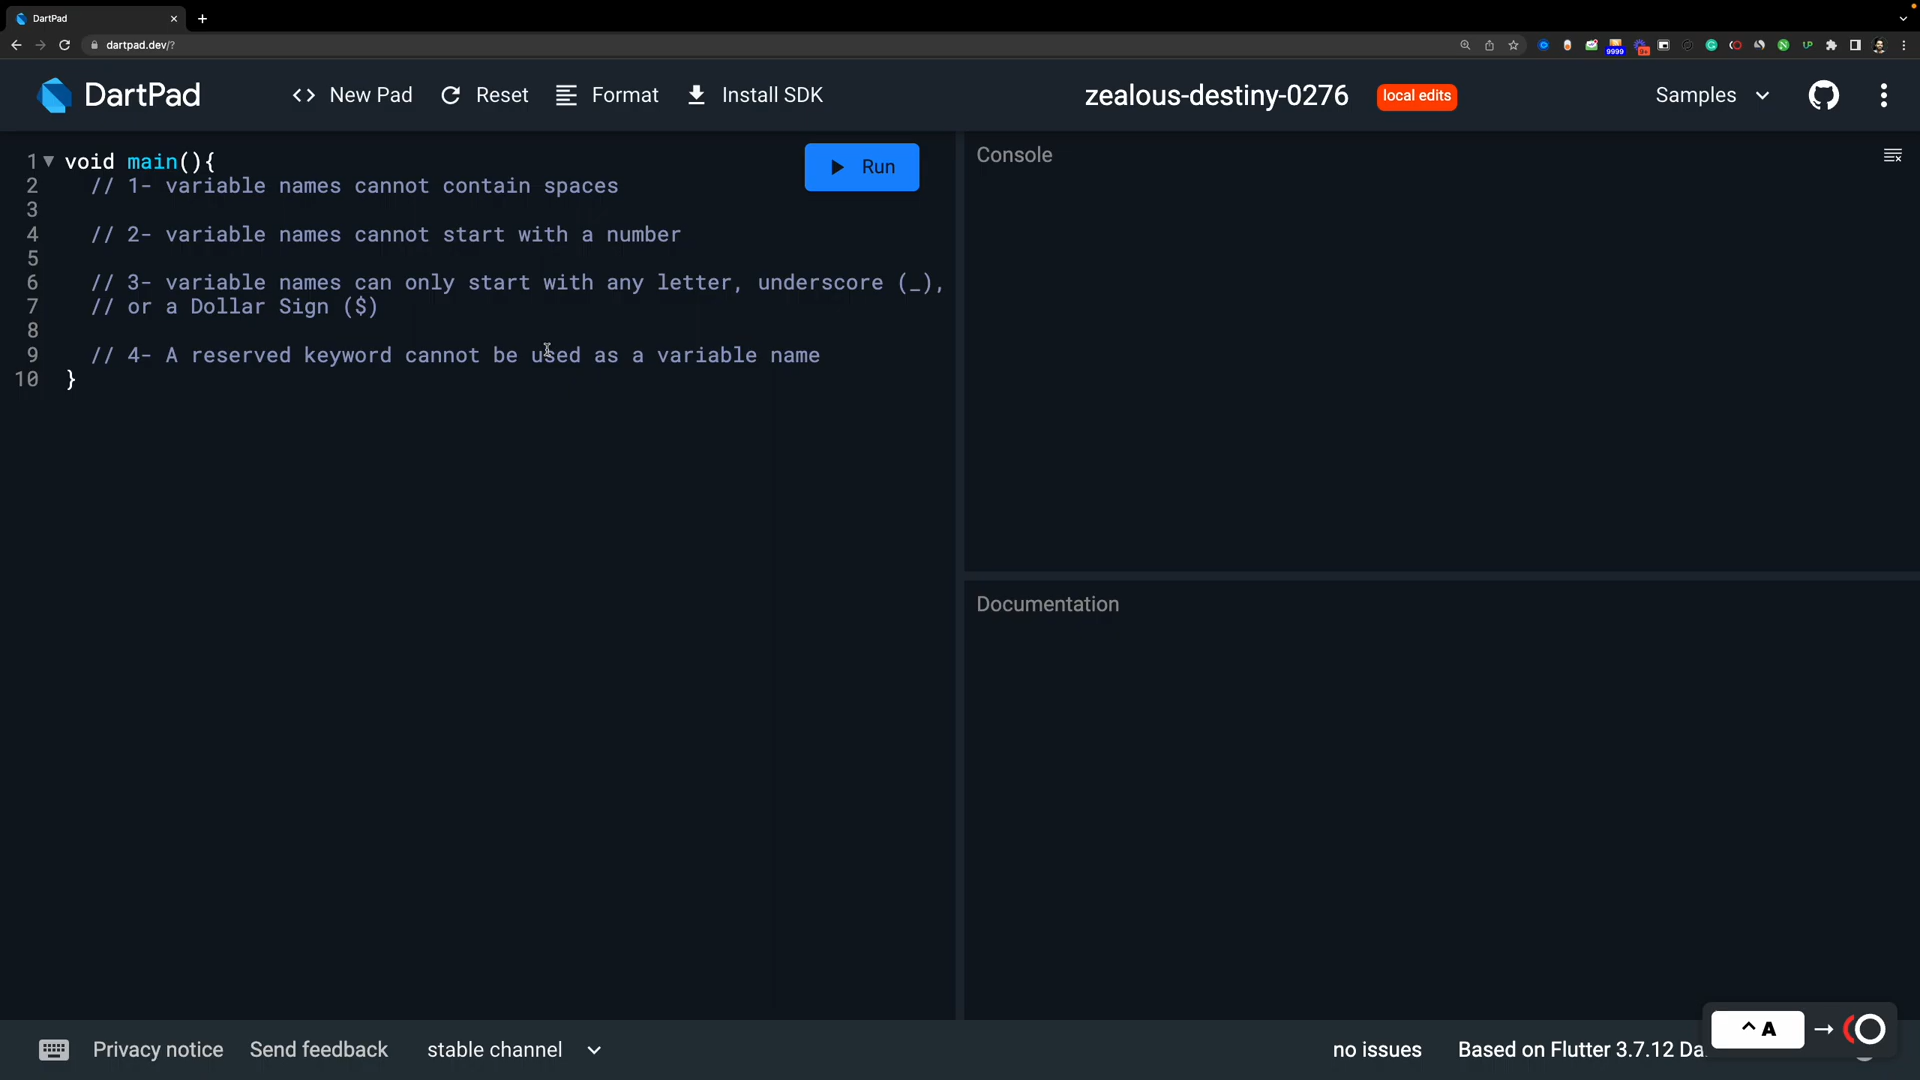 DartPad
dartpad.dev/?
9999
9+
UP
DartPad
<> New Pad
Reset
Format
Install SDK
zealous-destiny-0276
local edits
Samples
1 void main(){
2 // 1- variable names cannot contain spaces
3
4 // 2- variable names cannot start with a number
5
6 // 3- variable names can only start with any letter, underscore (_),
7 // or a Dollar Sign ($)
8
9 // 4- A reserved keyword cannot be used as a variable name
10 }
Run
Console
Documentation
Privacy notice
Send feedback
stable channel
no issues
Based on Flutter 3.7.12 Da
^ A →